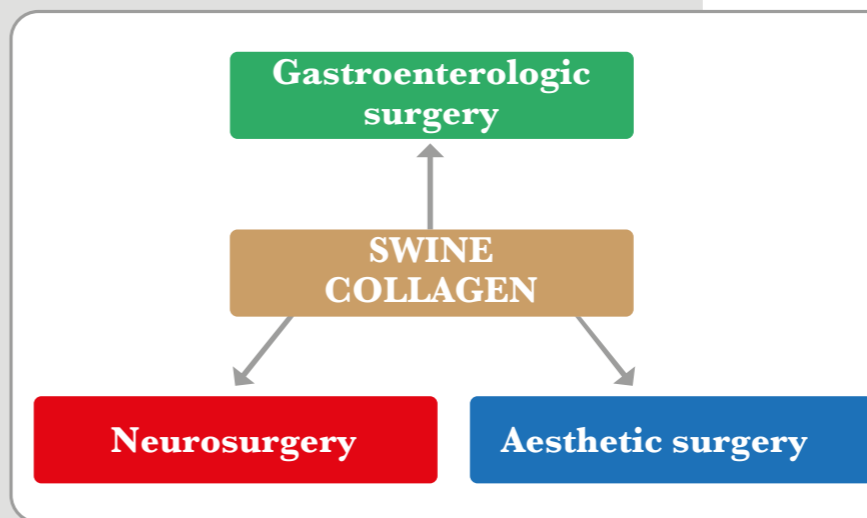 Gastroenterologic
surgery
SWINE
COLLAGEN
Neurosurgery
Aesthetic surgery